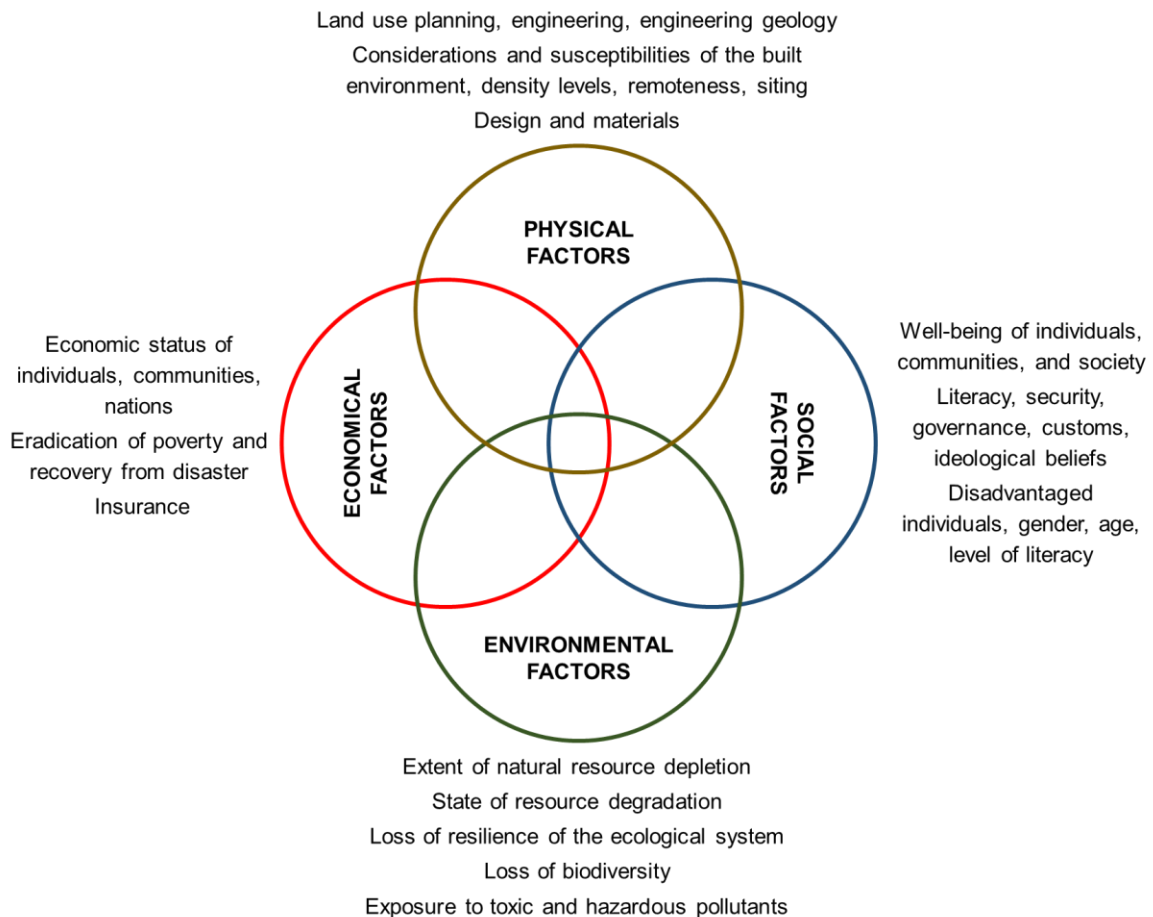 Land use planning, engineering, engineering geology
Considerations and susceptibilities of the built
environment, density levels, remoteness, siting
Design and materials
PHYSICAL
FACTORS
Economic status of
individuals, communities,
nations
Eradication of poverty and
recovery from disaster
Insurance
ECONOMICAL
FACTORS
SOCIAL
FACTORS
Well-being of individuals,
communities, and society
Literacy, security,
governance, customs,
ideological beliefs
Disadvantaged
individuals, gender, age,
level of literacy
ENVIRONMENTAL
FACTORS
Extent of natural resource depletion
State of resource degradation
Loss of resilience of the ecological system
Loss of biodiversity
Exposure to toxic and hazardous pollutants